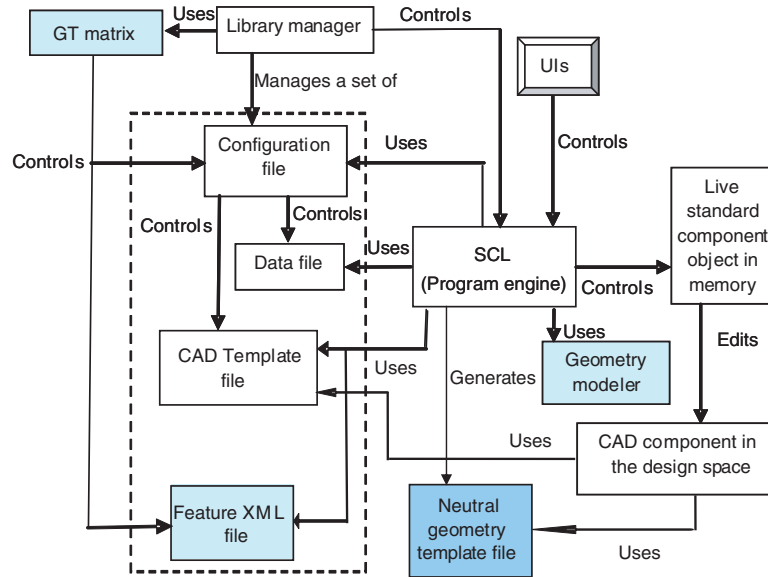 GT matrix
Uses
Library manager
Controls
UIs
Manages a set of
Controls
Configuration
file
Uses
Controls
Live
standard
component
object in
memory
Controls
Controls
Data file
Uses
SCL
(Program engine)
Controls
CAD Template
file
Uses
Generates
Uses
Geometry
modeler
Edits
Uses
CAD component in
the design space
Feature XML
file
Neutral
geometry
template file
Uses